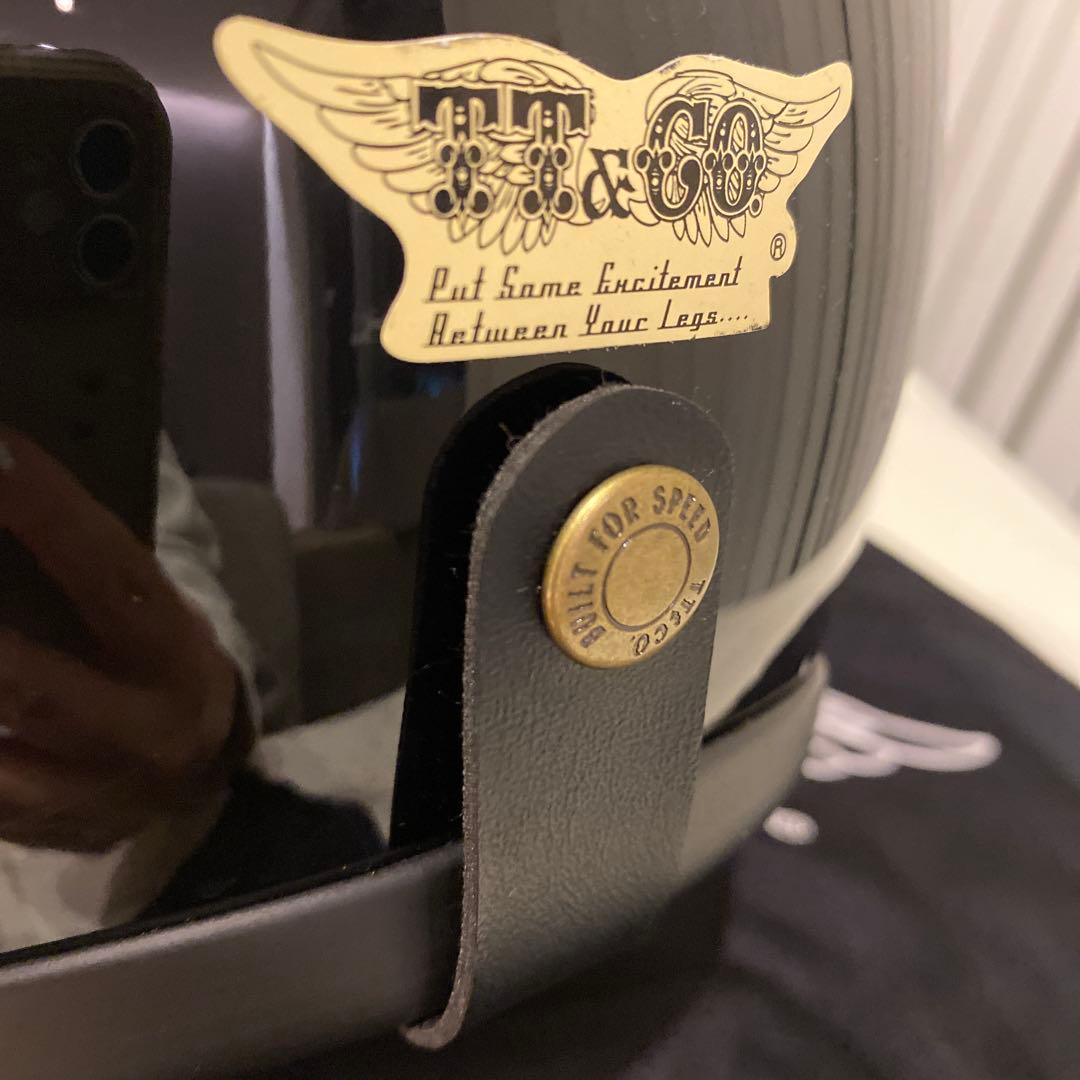 TT&CO.
®
Put Some Excitement
Between Your Legs....
BUILT FOR SPEED
TT&CO.